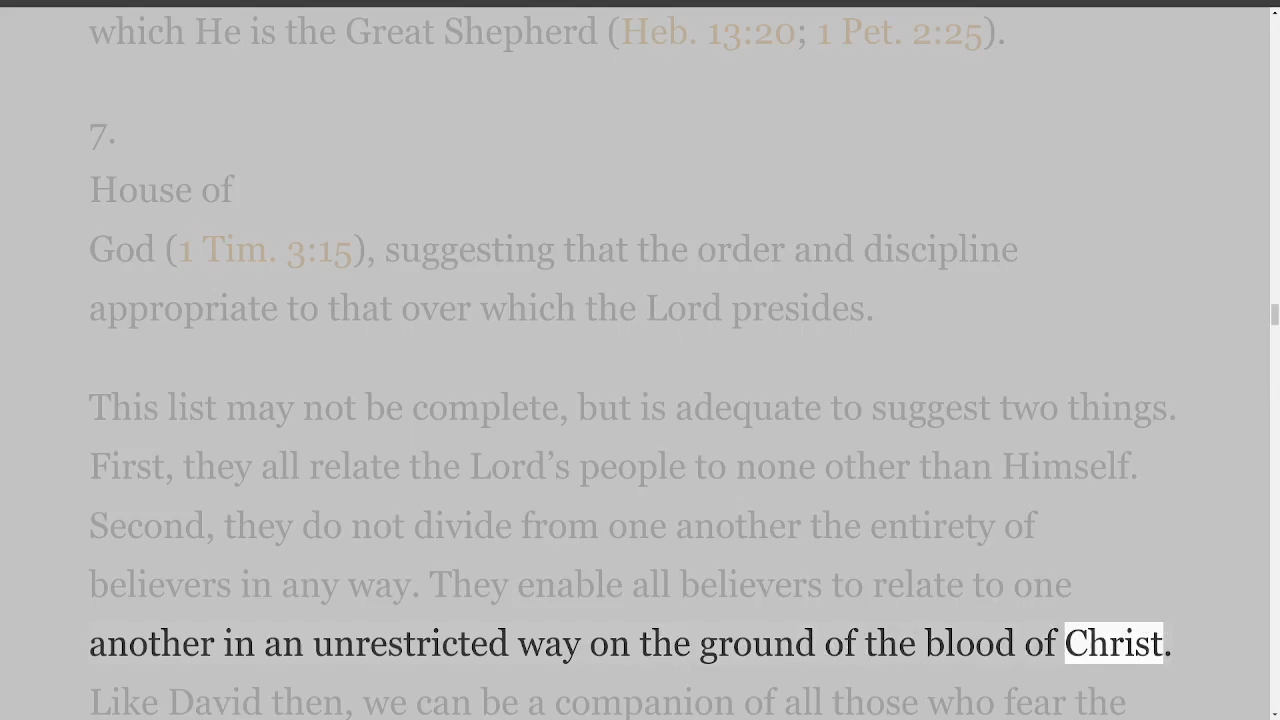 which He is the Great Shepherd (Heb. 13:20; 1 Pet. 2:25).
7.
House of
God (1 Tim. 3:15), suggesting that the order and discipline
appropriate to that over which the Lord presides.
This list may not be complete, but is adequate to suggest two things.
First, they all relate the Lord’s people to none other than Himself.
Second, they do not divide from one another the entirety of
believers in any way. They enable all believers to relate to one
another in an unrestricted way on the ground of the blood of Christ.
Like David then, we can be a companion of all those who fear the